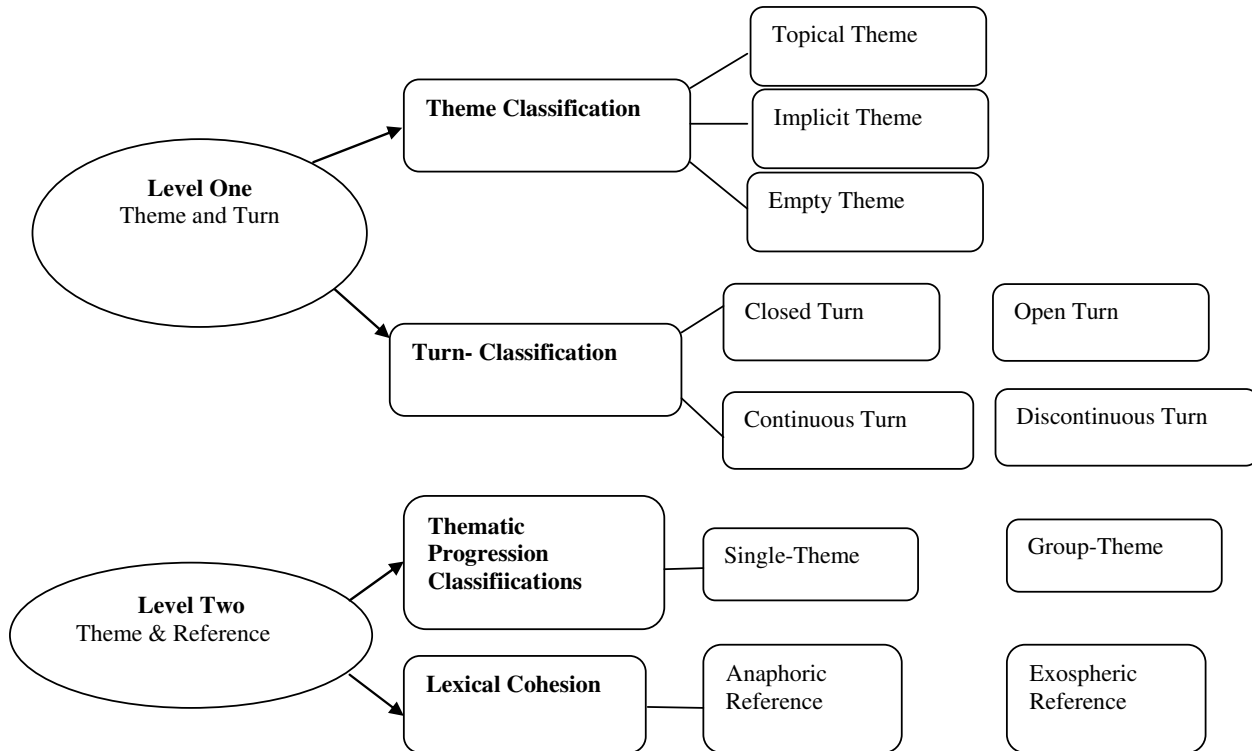 Topical Theme
Theme Classification
Implicit Theme
Empty Theme
Level One
Theme and Turn
Closed Turn
Open Turn
Turn- Classification
Continuous Turn
Discontinuous Turn
Thematic
Progression
Classifiications
Single-Theme
Group-Theme
Level Two
Theme & Reference
Lexical Cohesion
Anaphoric
Reference
Exospheric
Reference